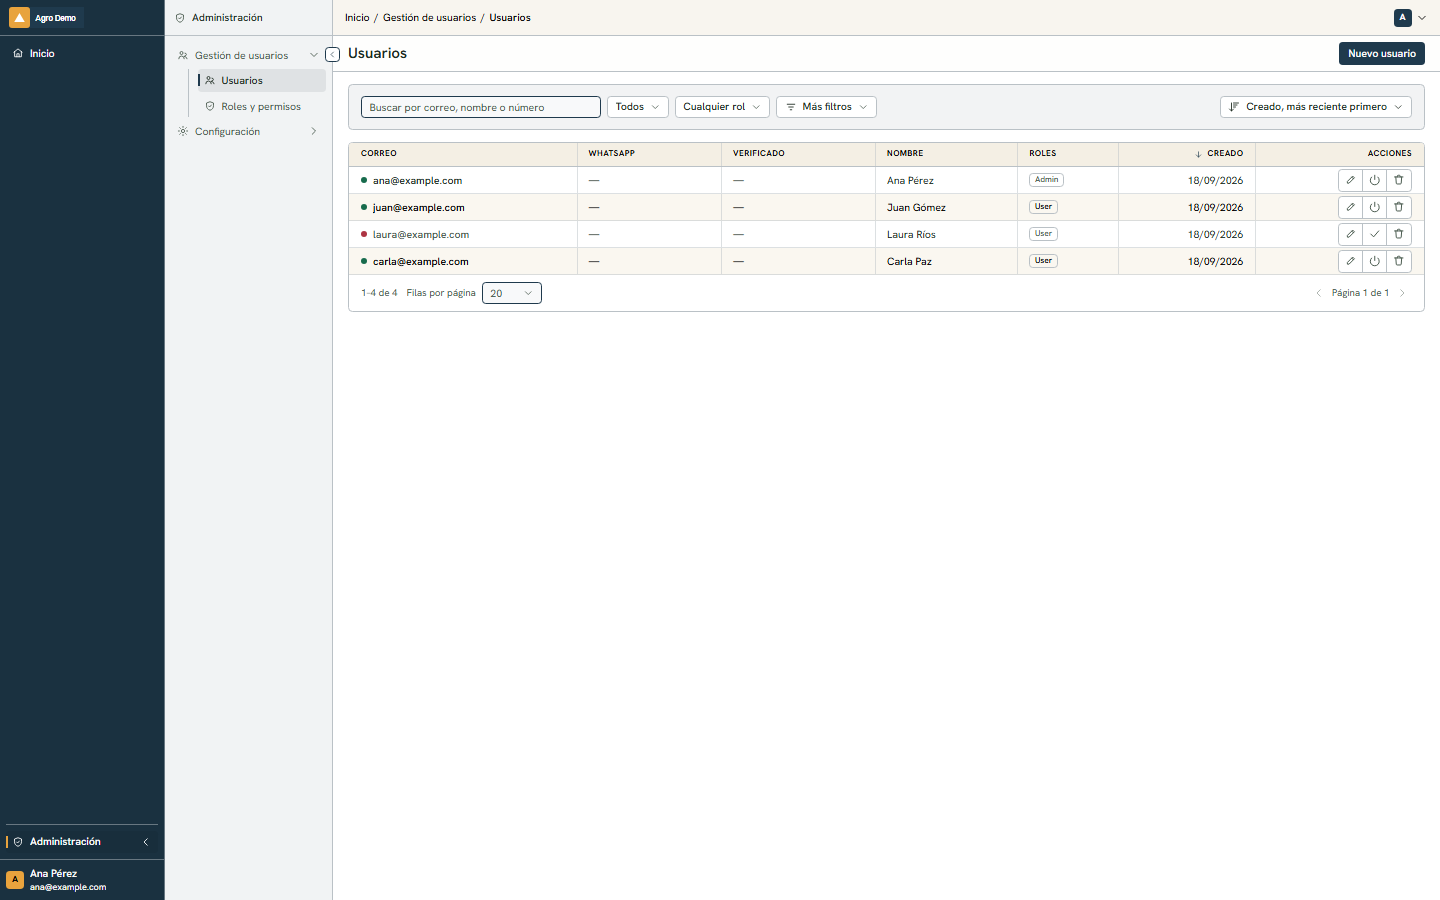 Agro Demo
Administración
Inicio / Gestión de usuarios / Usuarios
A
Inicio
Gestión de usuarios
Usuarios
Roles y permisos
Configuración
Usuarios
Nuevo usuario
Buscar por correo, nombre o número
Todos
Cualquier rol
Más filtros
Creado, más reciente primero
CORREO WHATSAPP VERIFICADO NOMBRE ROLES CREADO ACCIONES
ana@example.com — — Ana Pérez Admin 18/09/2026
juan@example.com — — Juan Gómez User 18/09/2026
laura@example.com — — Laura Ríos User 18/09/2026
carla@example.com — — Carla Paz User 18/09/2026
1–4 de 4 Filas por página 20 Página 1 de 1
Administración
A
Ana Pérez
ana@example.com